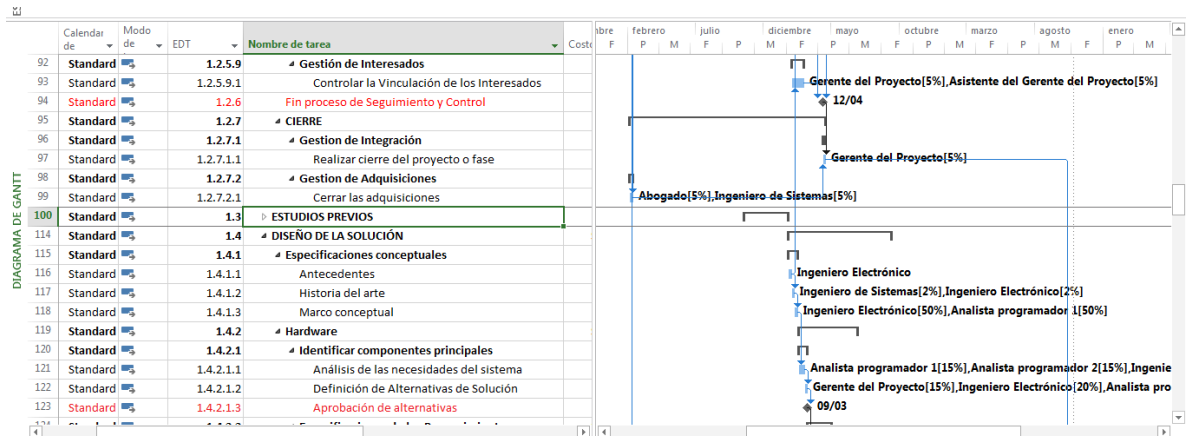 Calendar de Modo de EDT Nombre de tarea Costo
bre febrero julio diciembre mayo octubre marzo agosto enero
F P M F P M F P M F P M F P M
92 Standard 1.2.5.9 Gestión de Interesados
93 Standard 1.2.5.9.1 Controlar la Vinculación de los Interesados Gerente del Proyecto[5%],Asistente del Gerente del Proyecto[5%]
94 Standard 1.2.6 Fin proceso de Seguimiento y Control 12/04
95 Standard 1.2.7 CIERRE
96 Standard 1.2.7.1 Gestion de Integración
97 Standard 1.2.7.1.1 Realizar cierre del proyecto o fase Gerente del Proyecto[5%]
98 Standard 1.2.7.2 Gestion de Adquisiciones
99 Standard 1.2.7.2.1 Cerrar las adquisiciones Abogado[5%],Ingeniero de Sistemas[5%]
100 Standard 1.3 ESTUDIOS PREVIOS
114 Standard 1.4 DISEÑO DE LA SOLUCIÓN
115 Standard 1.4.1 Especificaciones conceptuales
116 Standard 1.4.1.1 Antecedentes Ingeniero Electrónico
117 Standard 1.4.1.2 Historia del arte Ingeniero de Sistemas[2%],Ingeniero Electrónico[2%]
118 Standard 1.4.1.3 Marco conceptual Ingeniero Electrónico[50%],Analista programador 1[50%]
119 Standard 1.4.2 Hardware
120 Standard 1.4.2.1 Identificar componentes principales
121 Standard 1.4.2.1.1 Análisis de las necesidades del sistema Analista programador 1[15%],Analista programador 2[15%],Ingenie
122 Standard 1.4.2.1.2 Definición de Alternativas de Solución Gerente del Proyecto[15%],Ingeniero Electrónico[20%],Analista pro
123 Standard 1.4.2.1.3 Aprobación de alternativas 09/03
DIAGRAMA DE GANTT